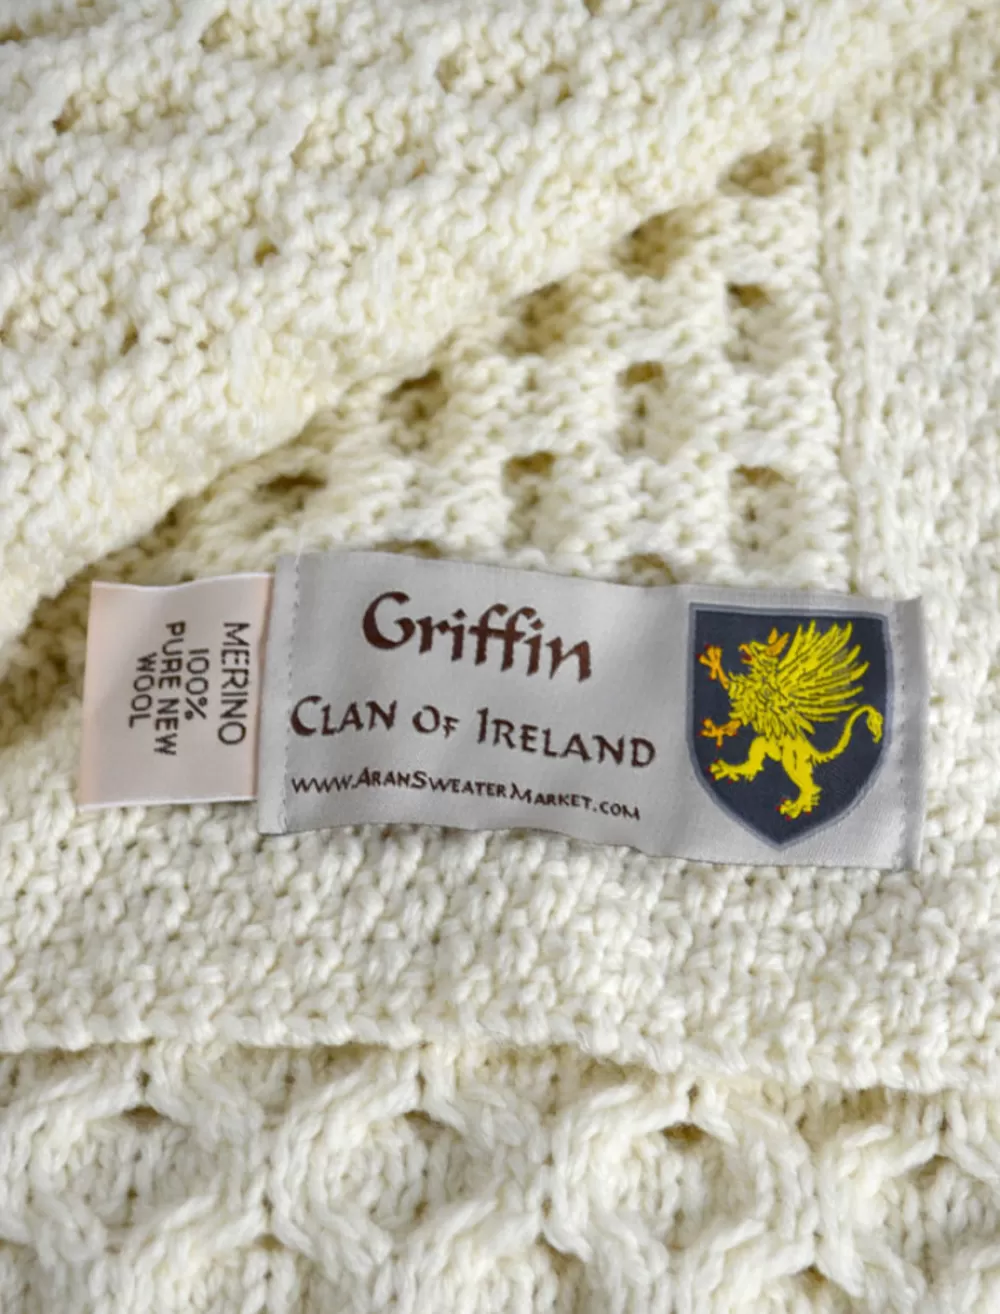 MERINO
100%
PURE NEW
WOOL
Griffin
CLAN OF IRELAND
WWW.ARANSWEATERMARKET.COM